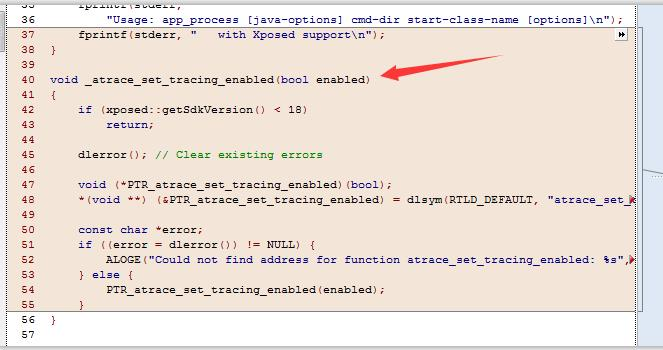 35 fprintf(stderr,
36 "Usage: app_process [java-options] cmd-dir start-class-name [options]\n");
37 fprintf(stderr, "   with Xposed support\n");
38 }
39
40 void _atrace_set_tracing_enabled(bool enabled)
41 {
42 if (xposed::getSdkVersion() < 18)
43 return;
44
45 dlerror(); // Clear existing errors
46
47 void (*PTR_atrace_set_tracing_enabled)(bool);
48 *(void **) (&PTR_atrace_set_tracing_enabled) = dlsym(RTLD_DEFAULT, "atrace_set_
49
50 const char *error;
51 if ((error = dlerror()) != NULL) {
52 ALOGE("Could not find address for function atrace_set_tracing_enabled: %s",
53 } else {
54 PTR_atrace_set_tracing_enabled(enabled);
55 }
56 }
57